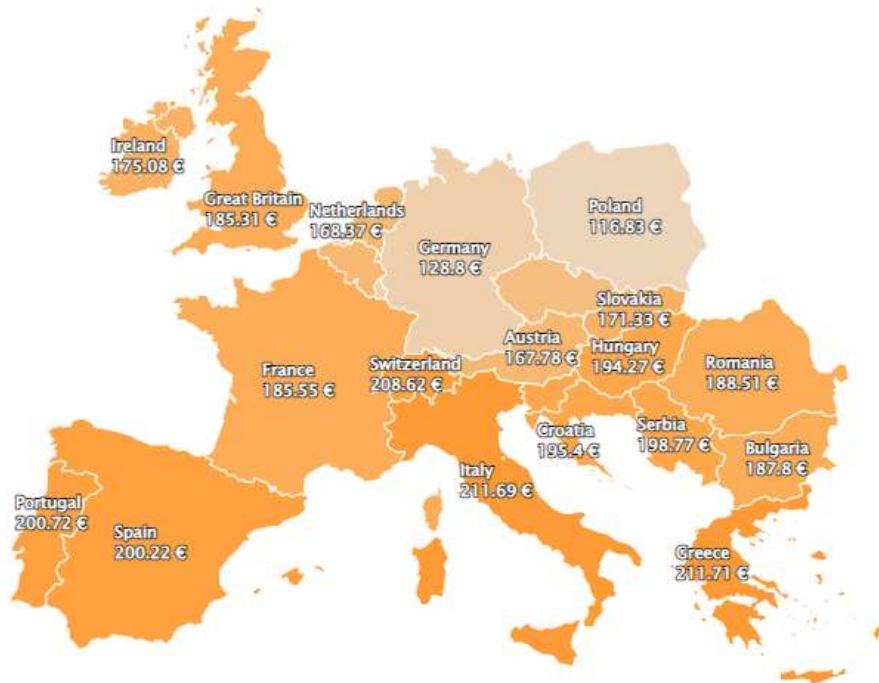 Ireland
175.08 €
Great Britain
185.31 €
Netherlands
168.37 €
Germany
128.8 €
Poland
116.83 €
Slovakia
171.33 €
Austria
167.78 €
Hungary
194.27 €
France
185.55 €
Switzerland
208.62 €
Romania
188.51 €
Croatia
195.4 €
Serbia
198.77 €
Bulgaria
187.8 €
Italy
211.69 €
Portugal
200.72 €
Spain
200.22 €
Greece
211.71 €